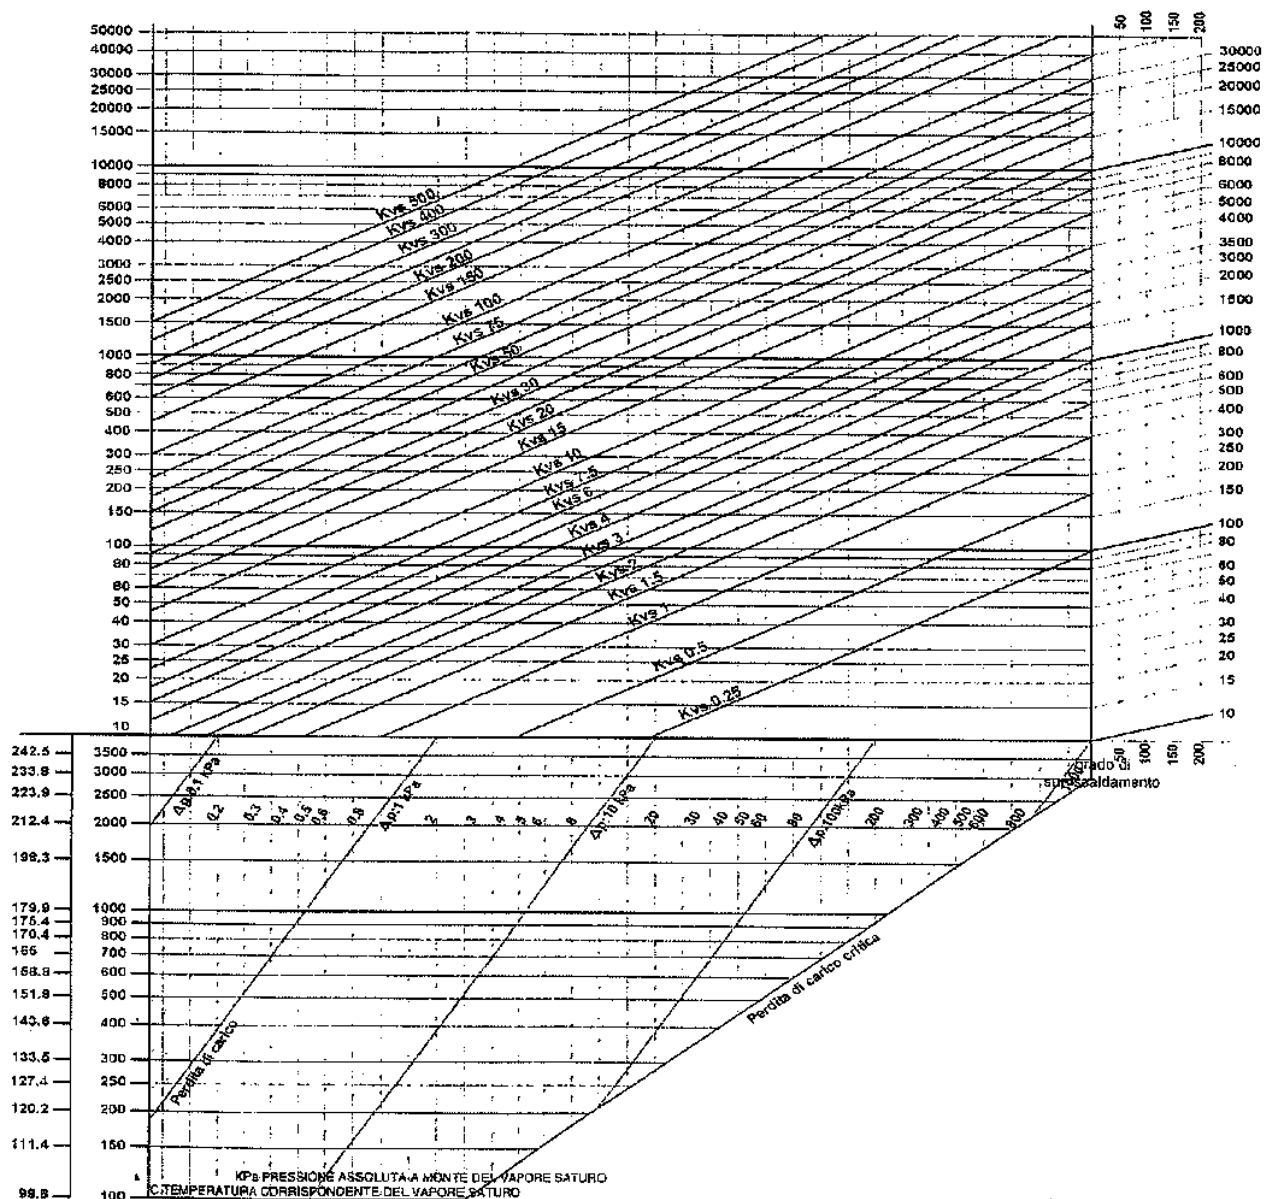 50 100 150 200
50000
40000
30000
25000
20000
15000
10000
8000
6000
5000
4000
3000
2500
2000
1500
1000
800
600
500
400
300
250
200
150
100
80
60
50
40
30
25
20
15
10
Kvs 500
Kvs 400
Kvs 300
Kvs 200
Kvs 150
Kvs 100
Kvs 75
Kvs 50
Kvs 30
Kvs 20
Kvs 15
Kvs 10
Kvs 7.5
Kvs 6
Kvs 4
Kvs 3
Kvs 2
Kvs 1.5
Kvs 1
Kvs 0.5
Kvs 0.25
30000
25000
20000
15000
10000
8000
6000
5000
4000
3500
3000
2000
1500
1000
800
600
500
400
300
250
200
150
100
80
60
50
40
30
25
20
15
10
50 100 150 200
grado di
surriscaldamento
242.5 3500
233.8 3000
223.9 2500
212.4 2000
198.3 1500
179.9 1000
175.4 900
170.4 800
166 700
158.8 600
151.8 500
143.6 400
133.5 300
127.4 250
120.2 200
111.4 150
99.6 100
Δp 0.1 kPa 0.2 0.3 0.4 0.5 0.6 0.8 Δp 1 kPa 2 3 4 5 6 8 Δp 10 kPa 20 30 40 50 60 80 Δp 100kPa 200 300 400 500 600 800
Perdita di carico
Perdita di carico critica
KPa PRESSIONE ASSOLUTA A MONTE DEL VAPORE SATURO
C TEMPERATURA CORRISPONDENTE DEL VAPORE SATURO